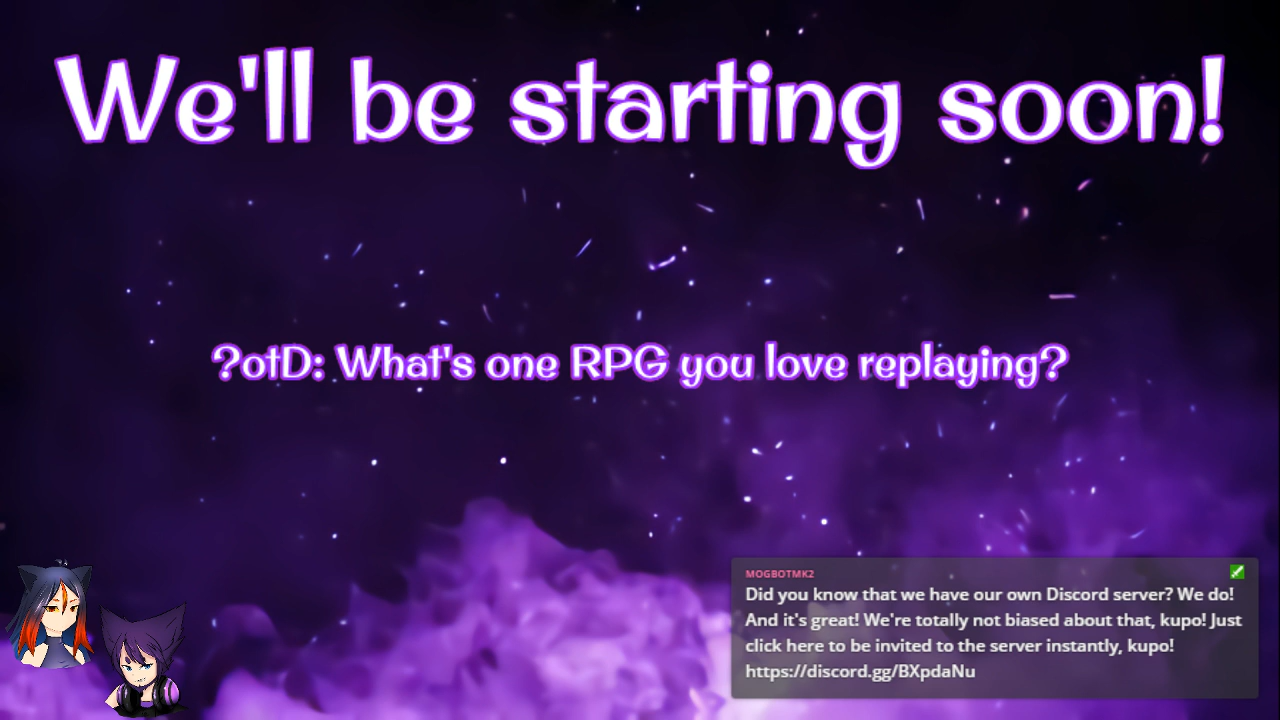 We'll be starting soon!
?otD: What's one RPG you love replaying?
MOGBOTMK2
Did you know that we have our own Discord server? We do!
And it's great! We're totally not biased about that, kupo! Just
click here to be invited to the server instantly, kupo!
https://discord.gg/BXpdaNu